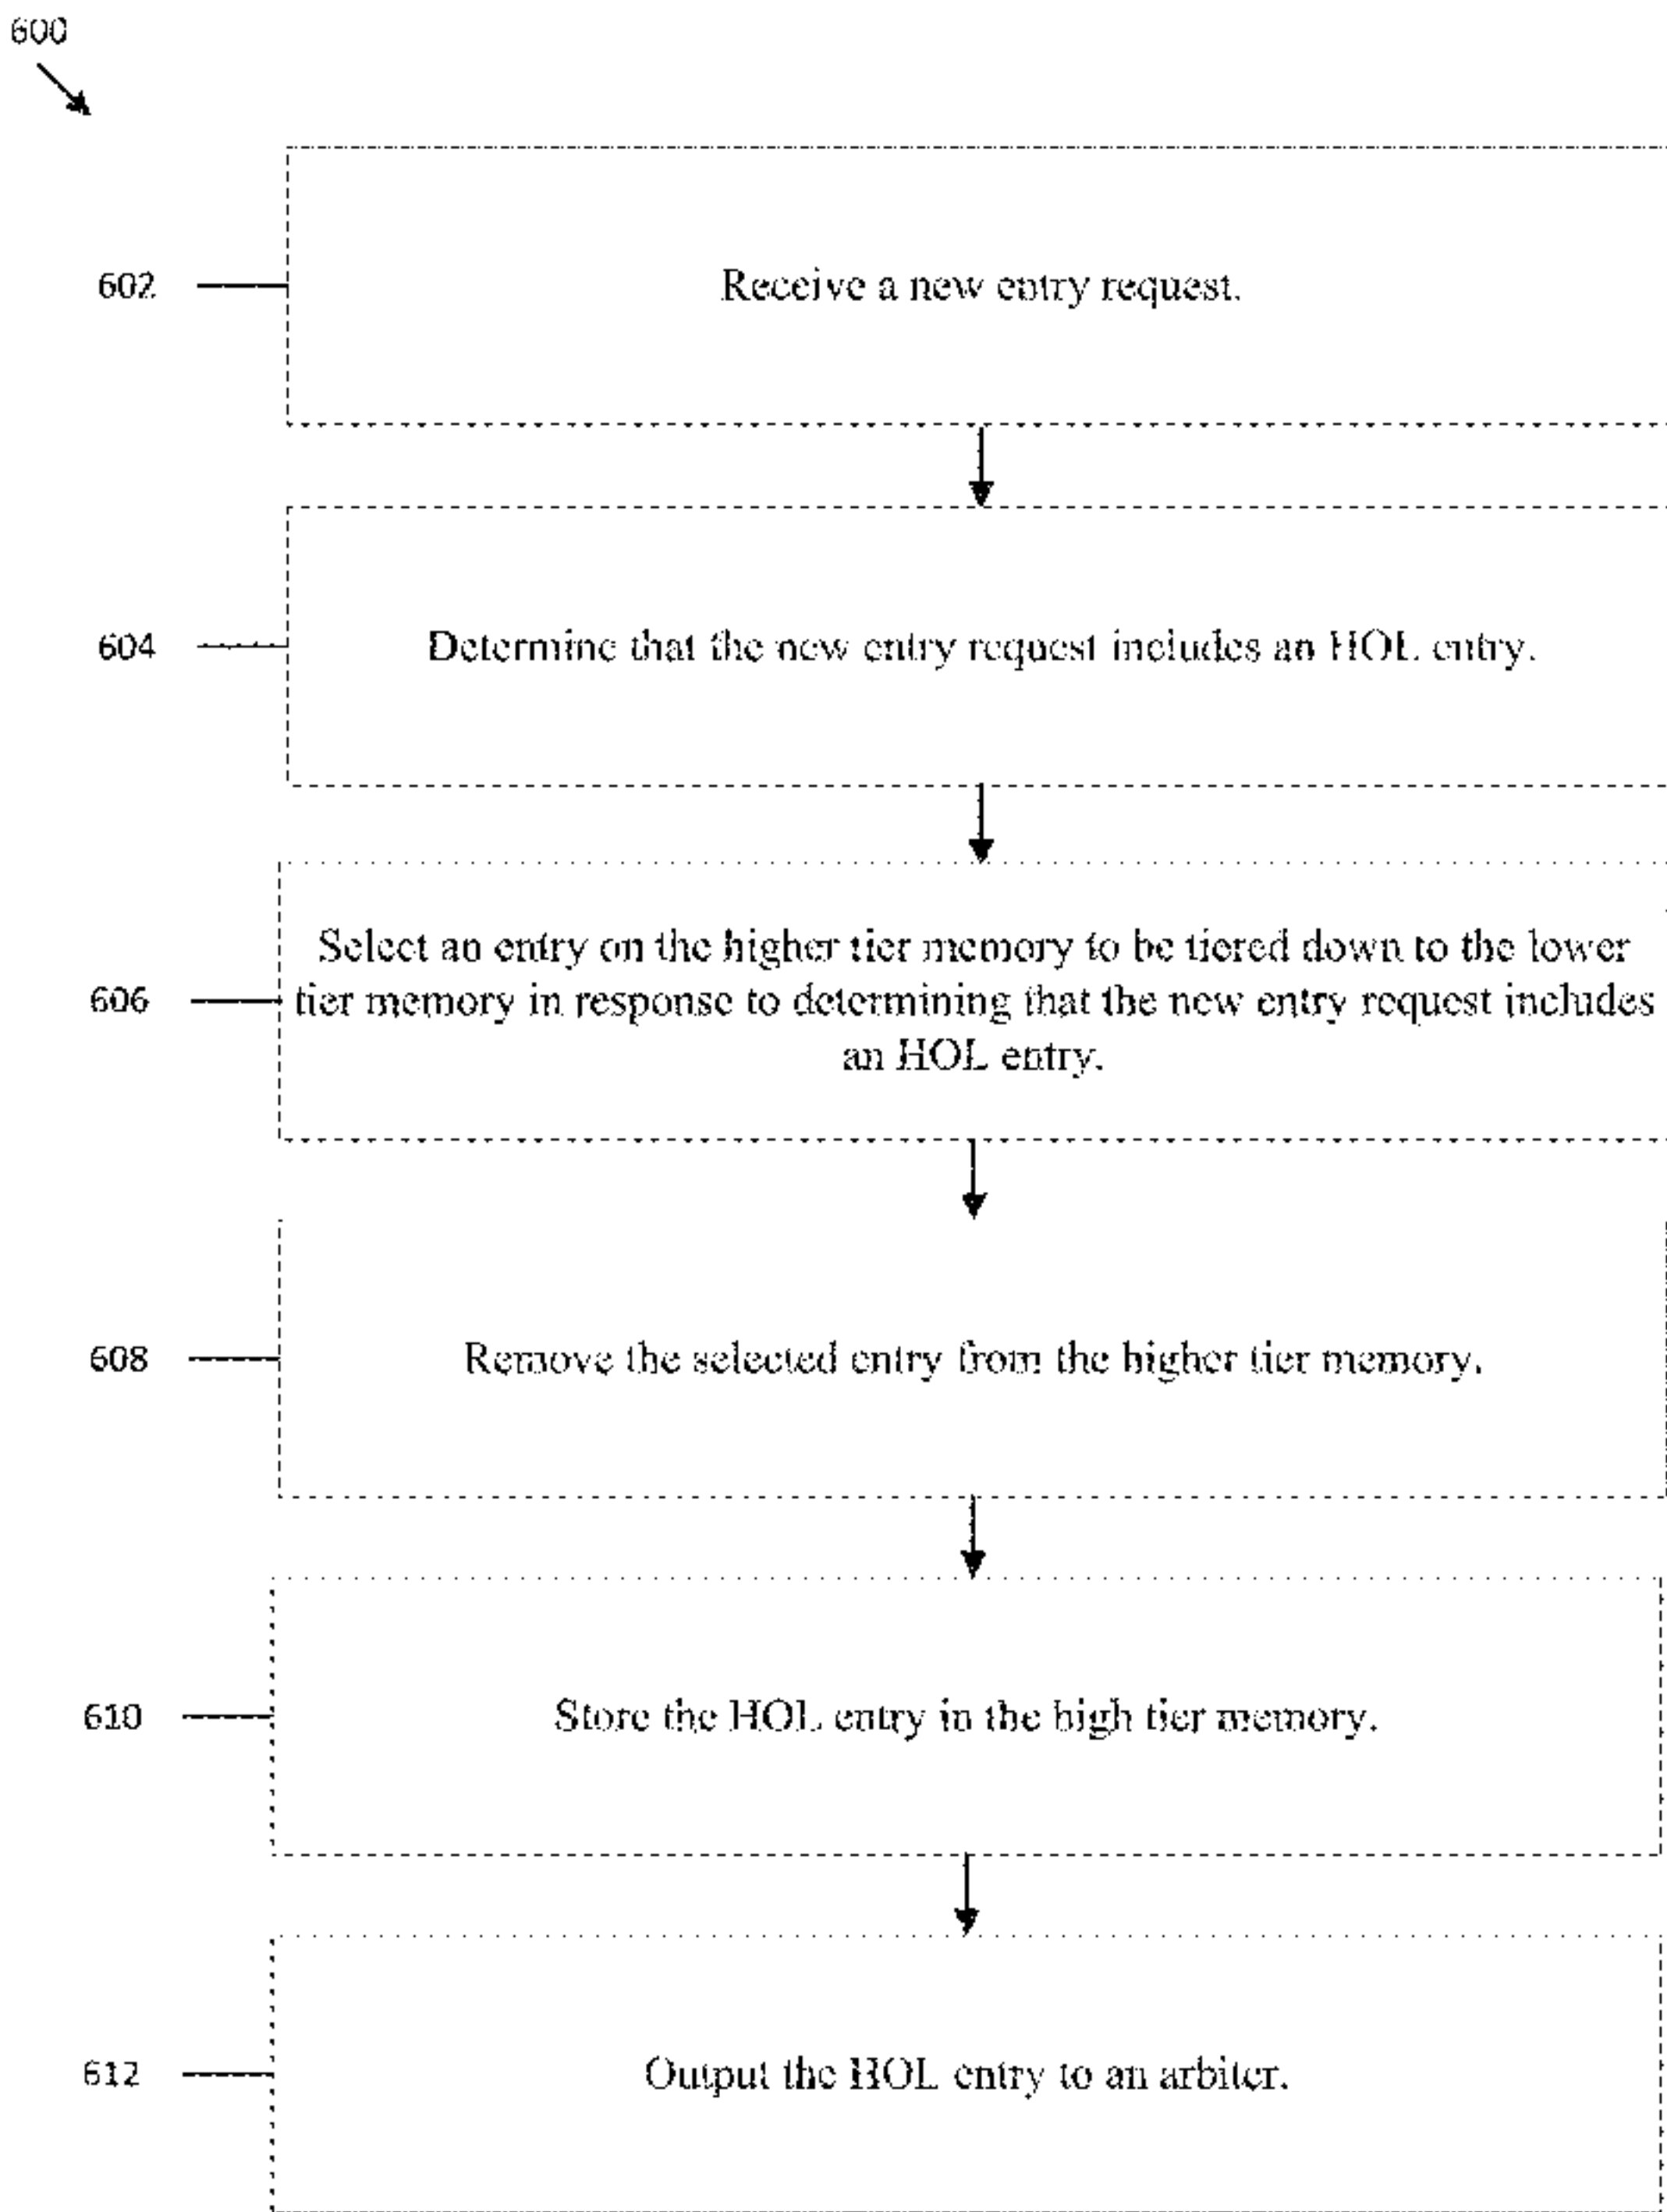 600
602
Receive a new entry request.
604
Determine that the new entry request includes an HOL entry.
606
Select an entry on the higher tier memory to be tiered down to the lower
tier memory in response to determining that the new entry request includes
an HOL entry.
608
Remove the selected entry from the higher tier memory.
610
Store the HOL entry in the high tier memory.
612
Output the HOL entry to an arbiter.